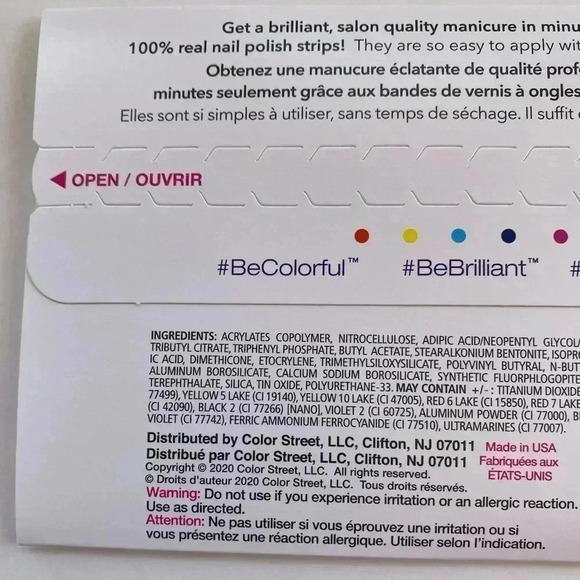 Get a brilliant, salon quality manicure in minu
100% real nail polish strips! They are so easy to apply wit
Obtenez une manucure éclatante de qualité prof
minutes seulement grâce aux bandes de vernis à ongles
Elles sont si simples à utiliser, sans temps de séchage. Il suffit
OPEN / OUVRIR
#BeColorful™ #BeBrilliant™ #
INGREDIENTS: ACRYLATES COPOLYMER, NITROCELLULOSE, ADIPIC ACID/NEOPENTYL GLYCOL/
TRIBUTYL CITRATE, TRIPHENYL PHOSPHATE, BUTYL ACETATE, STEARALKONIUM BENTONITE, ISOPRO
IC ACID, DIMETHICONE, ETOCRYLENE, TRIMETHYLSILOXYSILICATE, POLYVINYL BUTYRAL, N-BUTY
ALUMINUM BOROSILICATE, CALCIUM SODIUM BOROSILICATE, SYNTHETIC FLUORPHLOGOPITE
TEREPHTHALATE, SILICA, TIN OXIDE, POLYURETHANE-33. MAY CONTAIN +/-: TITANIUM DIOXIDE
77499), YELLOW 5 LAKE (CI 19140), YELLOW 10 LAKE (CI 47005), RED 6 LAKE (CI 15850), RED 7 LAKE
(CI 42090), BLACK 2 (CI 77266) [NANO], VIOLET 2 (CI 60725), ALUMINUM POWDER (CI 77000), B
VIOLET (CI 77742), FERRIC AMMONIUM FERROCYANIDE (CI 77510), ULTRAMARINES (CI 77007).
Distributed by Color Street, LLC, Clifton, NJ 07011
Distribué par Color Street, LLC, Clifton, NJ 07011
Made in USA
Fabriquées aux
ÉTATS-UNIS
Copyright © 2020 Color Street, LLC. All rights reserved.
© Droits d'auteur 2020 Color Street, LLC. Tous droits réservés.
Warning: Do not use if you experience irritation or an allergic reaction.
Use as directed.
Attention: Ne pas utiliser si vous éprouvez une irritation ou si
vous présentez une réaction allergique. Utiliser selon l'indication.